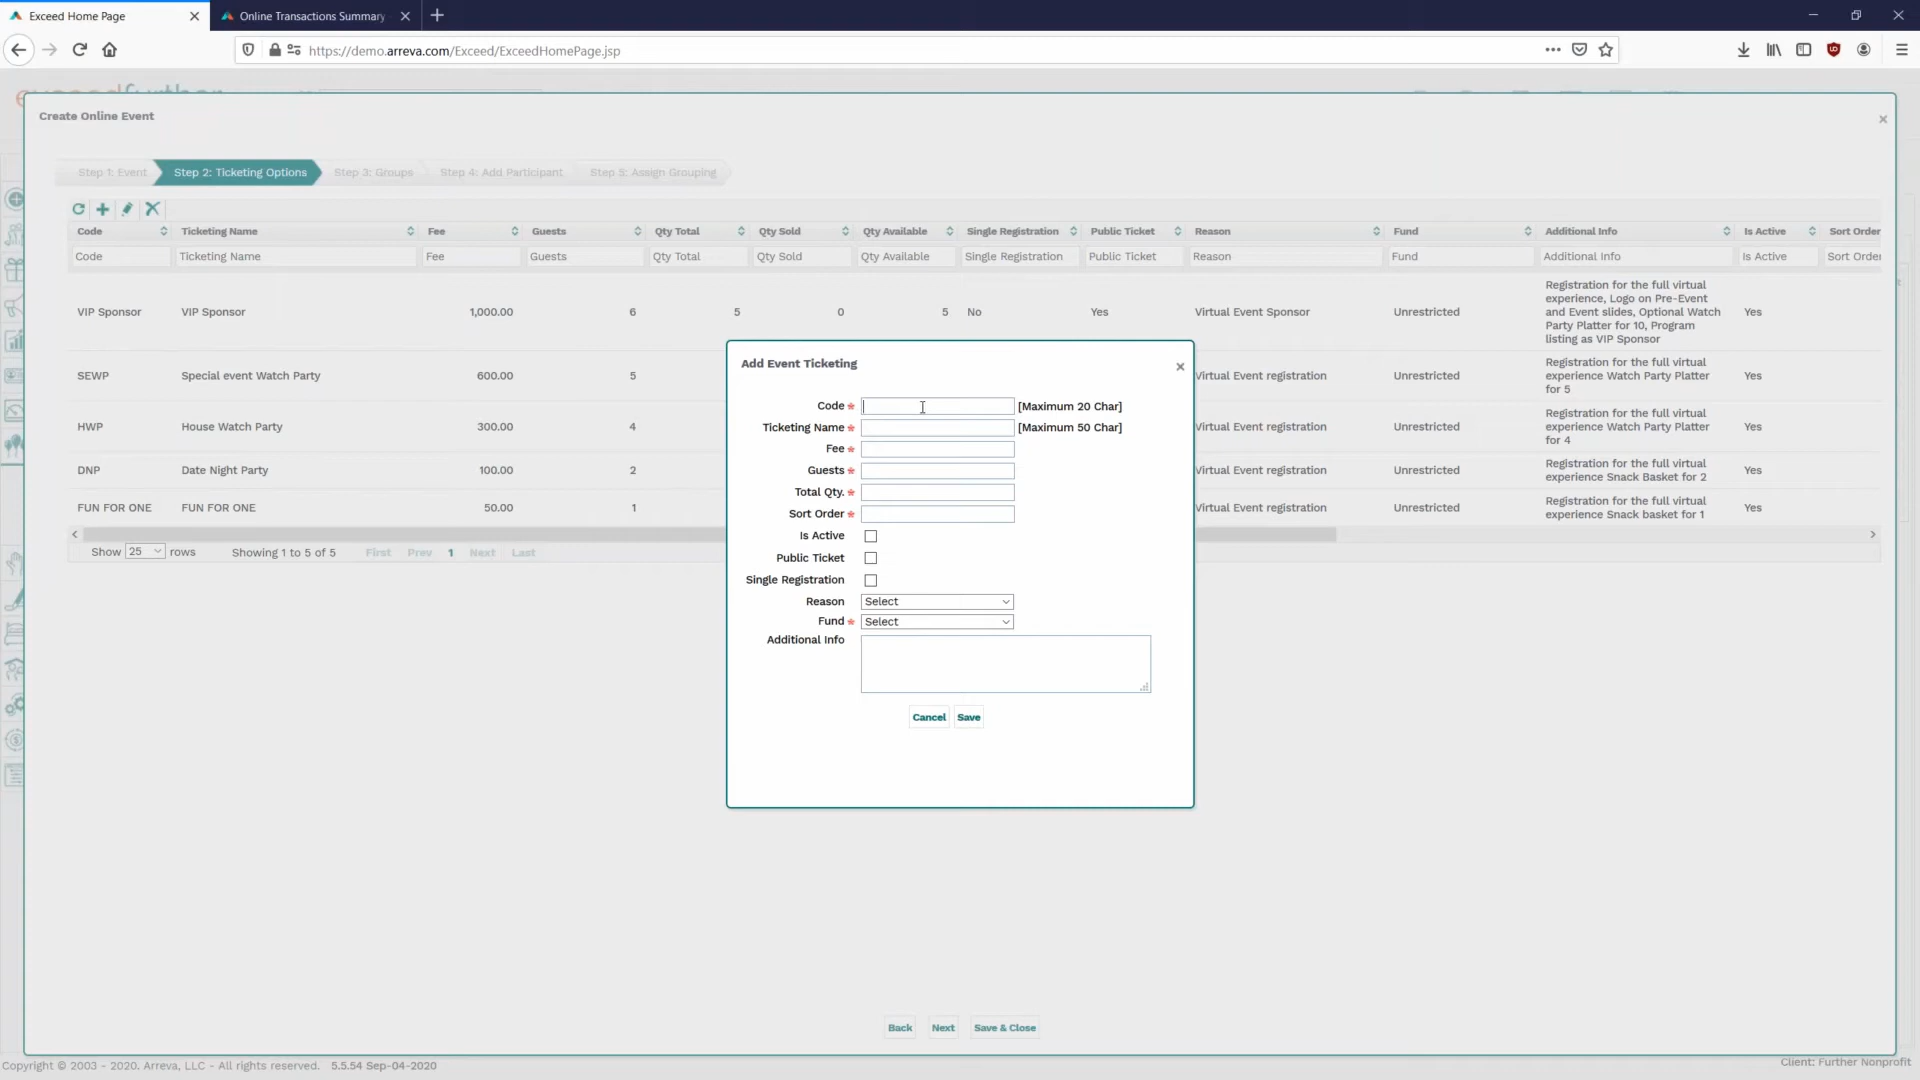 Exceed Home Page
Online Transactions Summary
https://demo.arreva.com/Exceed/ExceedHomePage.jsp
Create Online Event
Step 1: Event
Step 2: Ticketing Options
Step 3: Groups
Step 4: Add Participant
Step 5: Assign Grouping
Code Ticketing Name Fee Guests Qty Total Qty Sold Qty Available Single Registration Public Ticket Reason Fund Additional Info Is Active Sort Order
Code Ticketing Name Fee Guests Qty Total Qty Sold Qty Available Single Registration Public Ticket Reason Fund Additional Info Is Active Sort Order
VIP Sponsor VIP Sponsor 1,000.00 6 5 0 5 No Yes Virtual Event Sponsor Unrestricted
Registration for the full virtual
experience, Logo on Pre-Event
and Event slides, Optional Watch
Party Platter for 10, Program
listing as VIP Sponsor
Yes
SEWP Special event Watch Party 600.00 5 Virtual Event registration Unrestricted
Registration for the full virtual
experience Watch Party Platter
for 5
Yes
HWP House Watch Party 300.00 4 Virtual Event registration Unrestricted
Registration for the full virtual
experience Watch Party Platter
for 4
Yes
DNP Date Night Party 100.00 2 Virtual Event registration Unrestricted
Registration for the full virtual
experience Snack Basket for 2
Yes
FUN FOR ONE FUN FOR ONE 50.00 1 Virtual Event registration Unrestricted
Registration for the full virtual
experience Snack basket for 1
Yes
Show 25 rows Showing 1 to 5 of 5 First Prev 1 Next Last
Add Event Ticketing
Code * [Maximum 20 Char]
Ticketing Name * [Maximum 50 Char]
Fee *
Guests *
Total Qty. *
Sort Order *
Is Active
Public Ticket
Single Registration
Reason Select
Fund * Select
Additional Info
Cancel Save
Back Next Save & Close
Copyright © 2003 - 2020. Arreva, LLC - All rights reserved. 5.5.54 Sep-04-2020
Client: Further Nonprofit